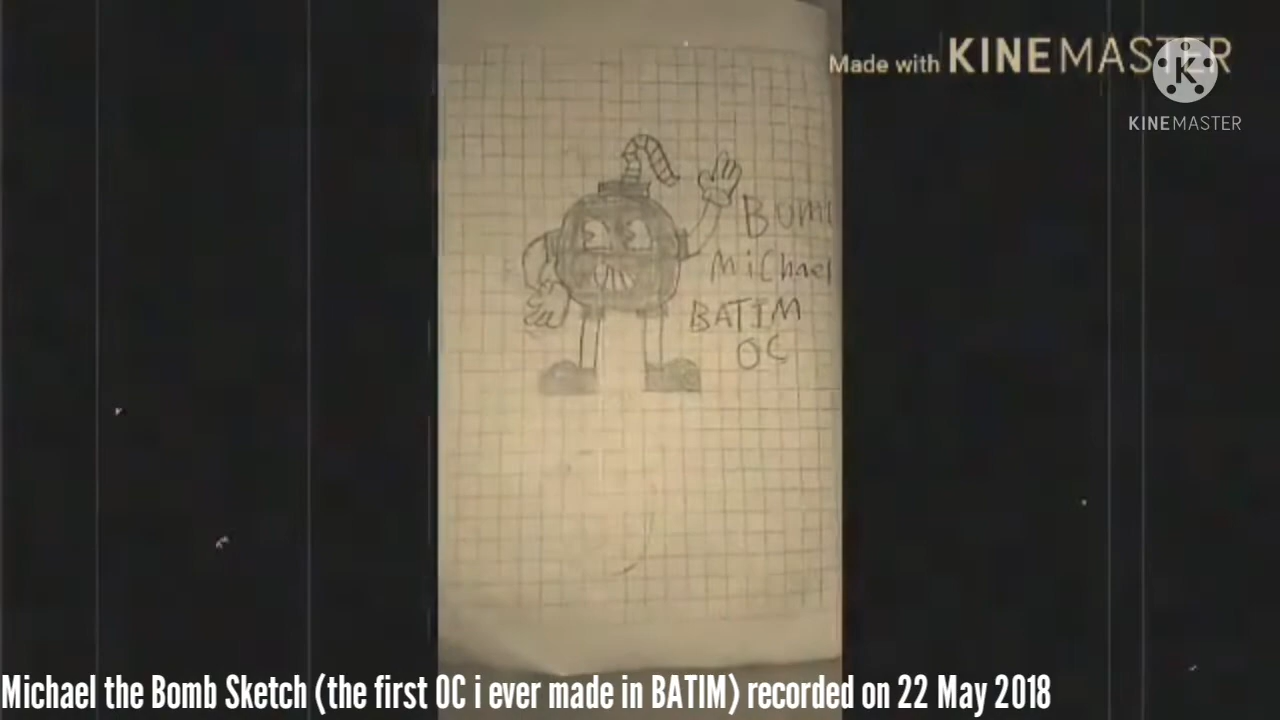 Made with KINEMASTER
K
KINEMASTER
Bomb
Michael
BATIM
OC
Michael the Bomb Sketch (the first OC i ever made in BATIM) recorded on 22 May 2018